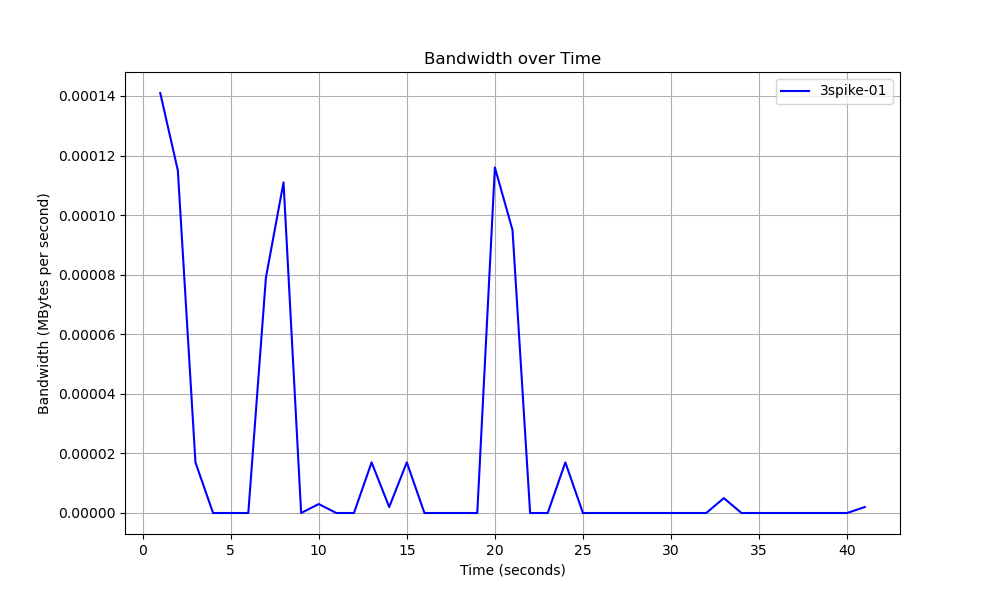 Bandwidth over Time
3spike-01
Bandwidth (MBytes per second)
0.00014
0.00012
0.00010
0.00008
0.00006
0.00004
0.00002
0.00000
0 5 10 15 20 25 30 35 40
Time (seconds)